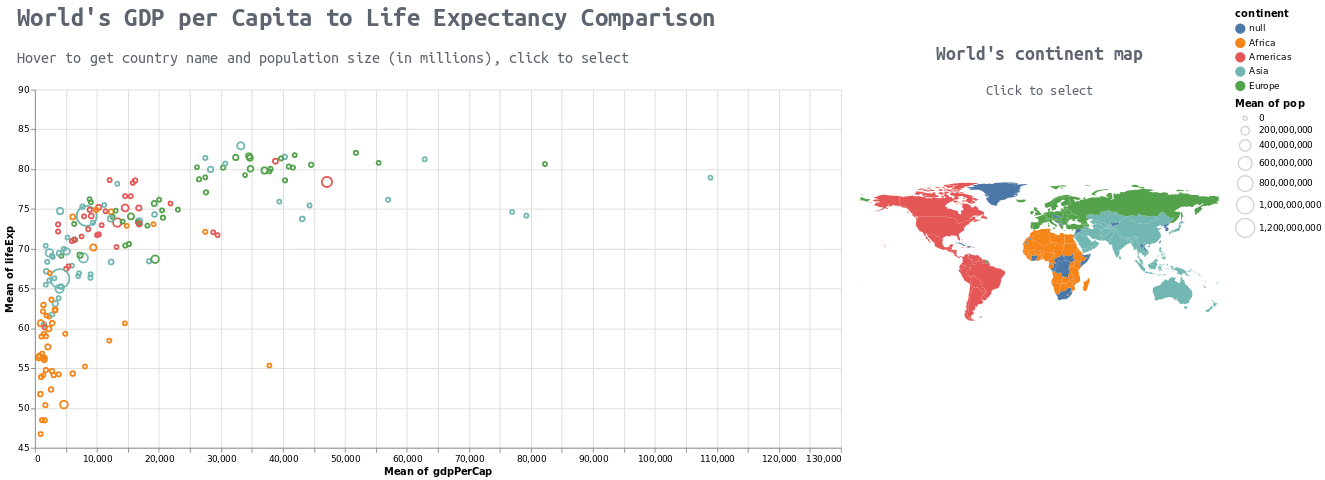 World's GDP per Capita to Life Expectancy Comparison
Hover to get country name and population size (in millions), click to select
90
85
80
75
70
65
60
55
50
45
Mean of lifeExp
0 10,000 20,000 30,000 40,000 50,000 60,000 70,000 80,000 90,000 100,000 110,000 120,000 130,000
Mean of gdpPerCap
World's continent map
Click to select
continent
null
Africa
Americas
Asia
Europe
Mean of pop
0
200,000,000
400,000,000
600,000,000
800,000,000
1,000,000,000
1,200,000,000